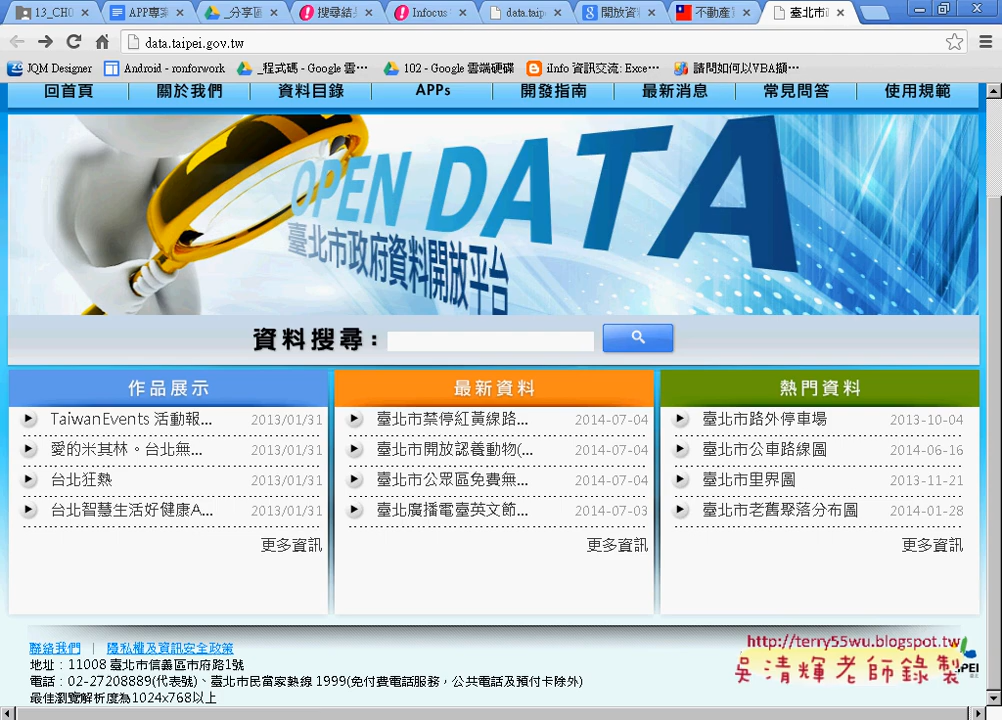 13_CH0
APP專案
_分享區
搜尋結
Infocus
data.taip
開放資
不動產
臺北市
data.taipei.gov.tw
JQM Designer
Android - ronforwork
_程式碼 - Google 雲…
102 - Google 雲端硬碟
iInfo 資訊交流: Exce…
請問如何以VBA擷…
回首頁
關於我們
資料目錄
APPs
開發指南
最新消息
常見問答
使用規範
OPEN DATA
臺北市政府資料開放平台
資料搜尋：
作品展示
TaiwanEvents 活動報... 2013/01/31
愛的米其林。台北無... 2013/01/31
台北狂熱 2013/01/31
台北智慧生活好健康A... 2013/01/31
更多資訊
最新資料
臺北市禁停紅黃線路... 2014-07-04
臺北市開放認養動物(... 2014-07-04
臺北市公眾區免費無... 2014-07-04
臺北廣播電臺英文節... 2014-07-03
更多資訊
熱門資料
臺北市路外停車場 2013-10-04
臺北市公車路線圖 2014-06-16
臺北市里界圖 2013-11-21
臺北市老舊聚落分布圖 2014-01-28
更多資訊
聯絡我們 | 隱私權及資訊安全政策
地址：11008 臺北市信義區市府路1號
電話：02-27208889(代表號)、臺北市民當家熱線 1999(免付費電話服務，公共電話及預付卡除外)
最佳瀏覽解析度為1024x768以上
http://terry55wu.blogspot.tw
吳清輝老師錄製